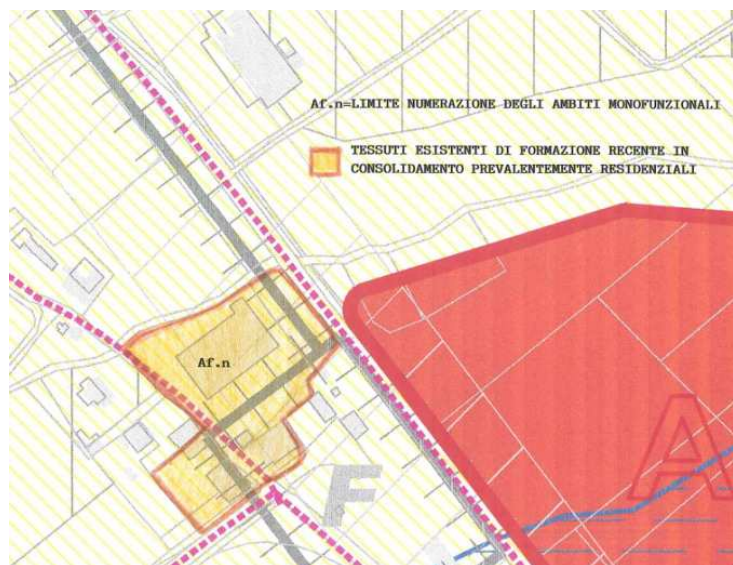 Af.n=LIMITE NUMERAZIONE DEGLI AMBITI MONOFUNZIONALI
TESSUTI ESISTENTI DI FORMAZIONE RECENTE IN
CONSOLIDAMENTO PREVALENTEMENTE RESIDENZIALI
Af.n
A
F